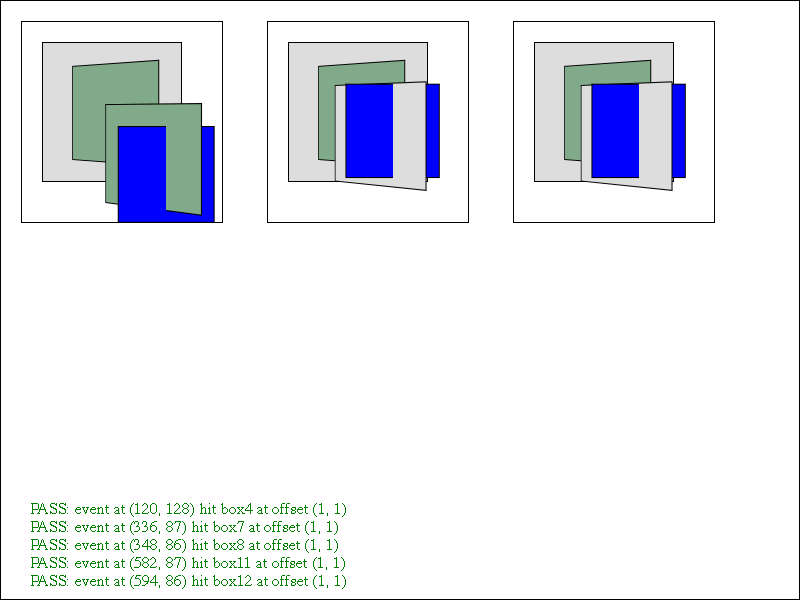 PASS: event at (120, 128) hit box4 at offset (1, 1)
PASS: event at (336, 87) hit box7 at offset (1, 1)
PASS: event at (348, 86) hit box8 at offset (1, 1)
PASS: event at (582, 87) hit box11 at offset (1, 1)
PASS: event at (594, 86) hit box12 at offset (1, 1)